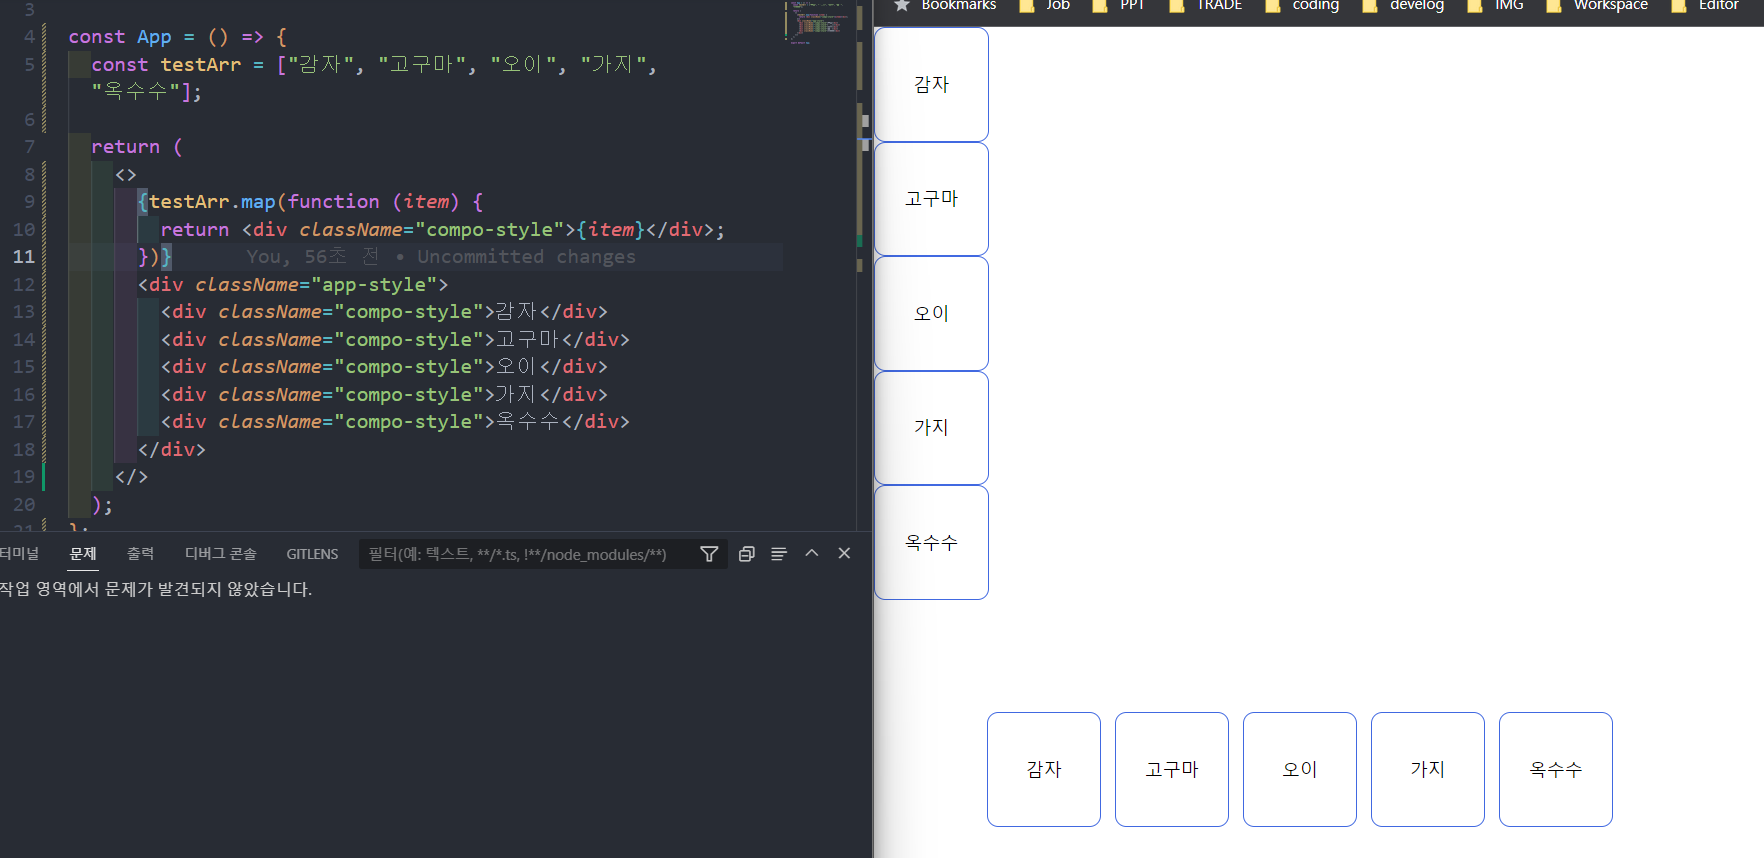 3
4 const App = () => {
5 const testArr = ["감자", "고구마", "오이", "가지",
"옥수수"];
6
7 return (
8 <>
9 {testArr.map(function (item) {
10 return <div className="compo-style">{item}</div>;
11 })} You, 56초 전 • Uncommitted changes
12 <div className="app-style">
13 <div className="compo-style">감자</div>
14 <div className="compo-style">고구마</div>
15 <div className="compo-style">오이</div>
16 <div className="compo-style">가지</div>
17 <div className="compo-style">옥수수</div>
18 </div>
19 </>
20 );
21 };
터미널 문제 출력 디버그 콘솔 GITLENS 필터(예: 텍스트, **/*.ts, !**/node_modules/**)
작업 영역에서 문제가 발견되지 않았습니다.
Bookmarks Job PPT TRADE coding develog IMG Workspace Editor
감자
고구마
오이
가지
옥수수
감자 고구마 오이 가지 옥수수